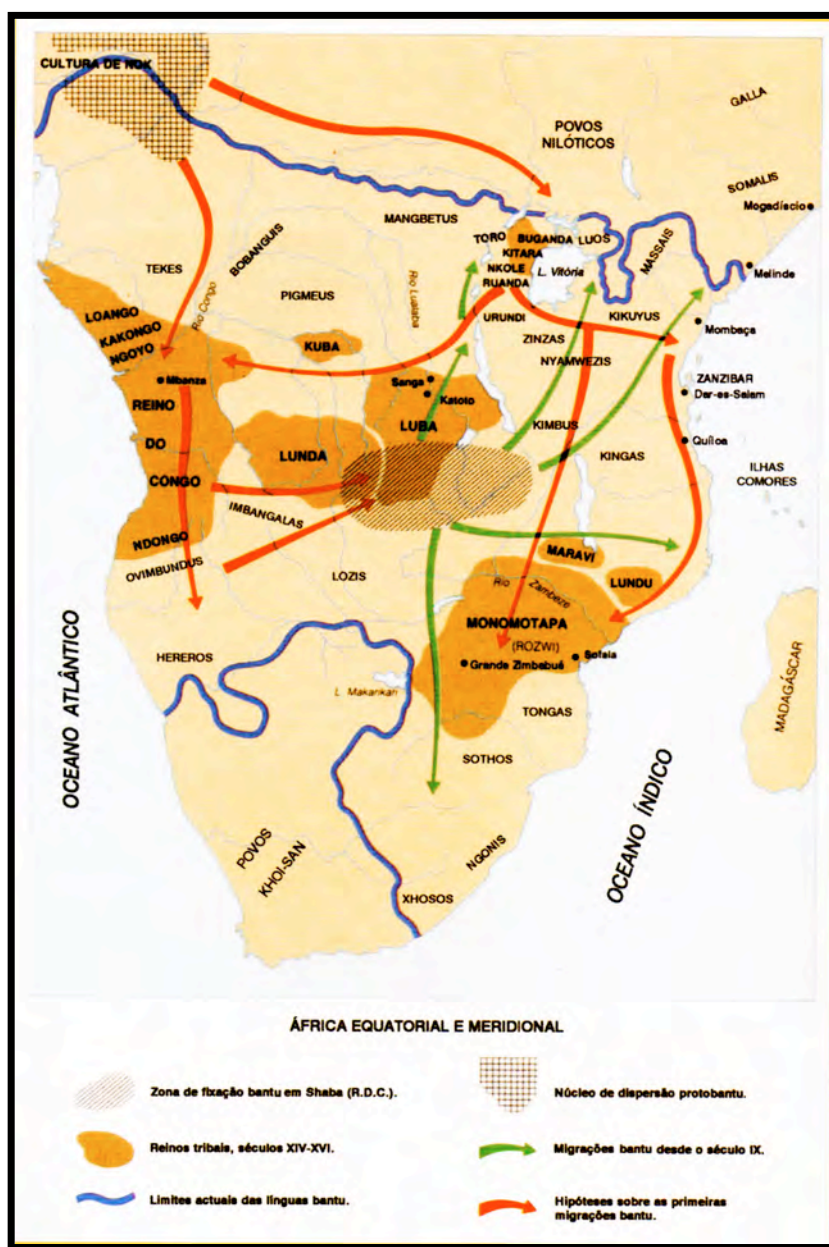 CULTURA DE NOK
GALLA
POVOS
NILÓTICOS
SOMALIS
Mogadíscio
MANGBETUS
TORO
BUGANDA
LUOS
KITARA
NKOLE
RUANDA
L. Vitória
MASSAIS
Melinde
TEKES
BOBANGUIS
Rio Congo
PIGMEUS
Rio Lualaba
URUNDI
ZINZAS
NYAMWEZIS
KIKUYUS
Mombaça
LOANGO
KAKONGO
NGOYO
KUBA
Mbanza
Sanga
Katoto
ZANZIBAR
Dar-es-Salam
REINO
DO
CONGO
LUNDA
LUBA
KIMBUS
KINGAS
Quíloa
ILHAS
COMORES
IMBANGALAS
NDONGO
OVIMBUNDUS
LOZIS
MARAVI
LUNDU
Rio Zambeze
MONOMOTAPA
(ROZWI)
Grande Zimbabué
Sofala
HEREROS
L. Makarikari
TONGAS
SOTHOS
MADAGÁSCAR
OCEANO ATLÂNTICO
OCEANO ÍNDICO
POVOS
KHOI-SAN
NGONIS
XHOSOS
ÁFRICA EQUATORIAL E MERIDIONAL
Zona de fixação bantu em Shaba (R.D.C.).
Núcleo de dispersão protobantu.
Reinos tribais, séculos XIV-XVI.
Migrações bantu desde o século IX.
Limites actuais das línguas bantu.
Hipóteses sobre as primeiras
migrações bantu.